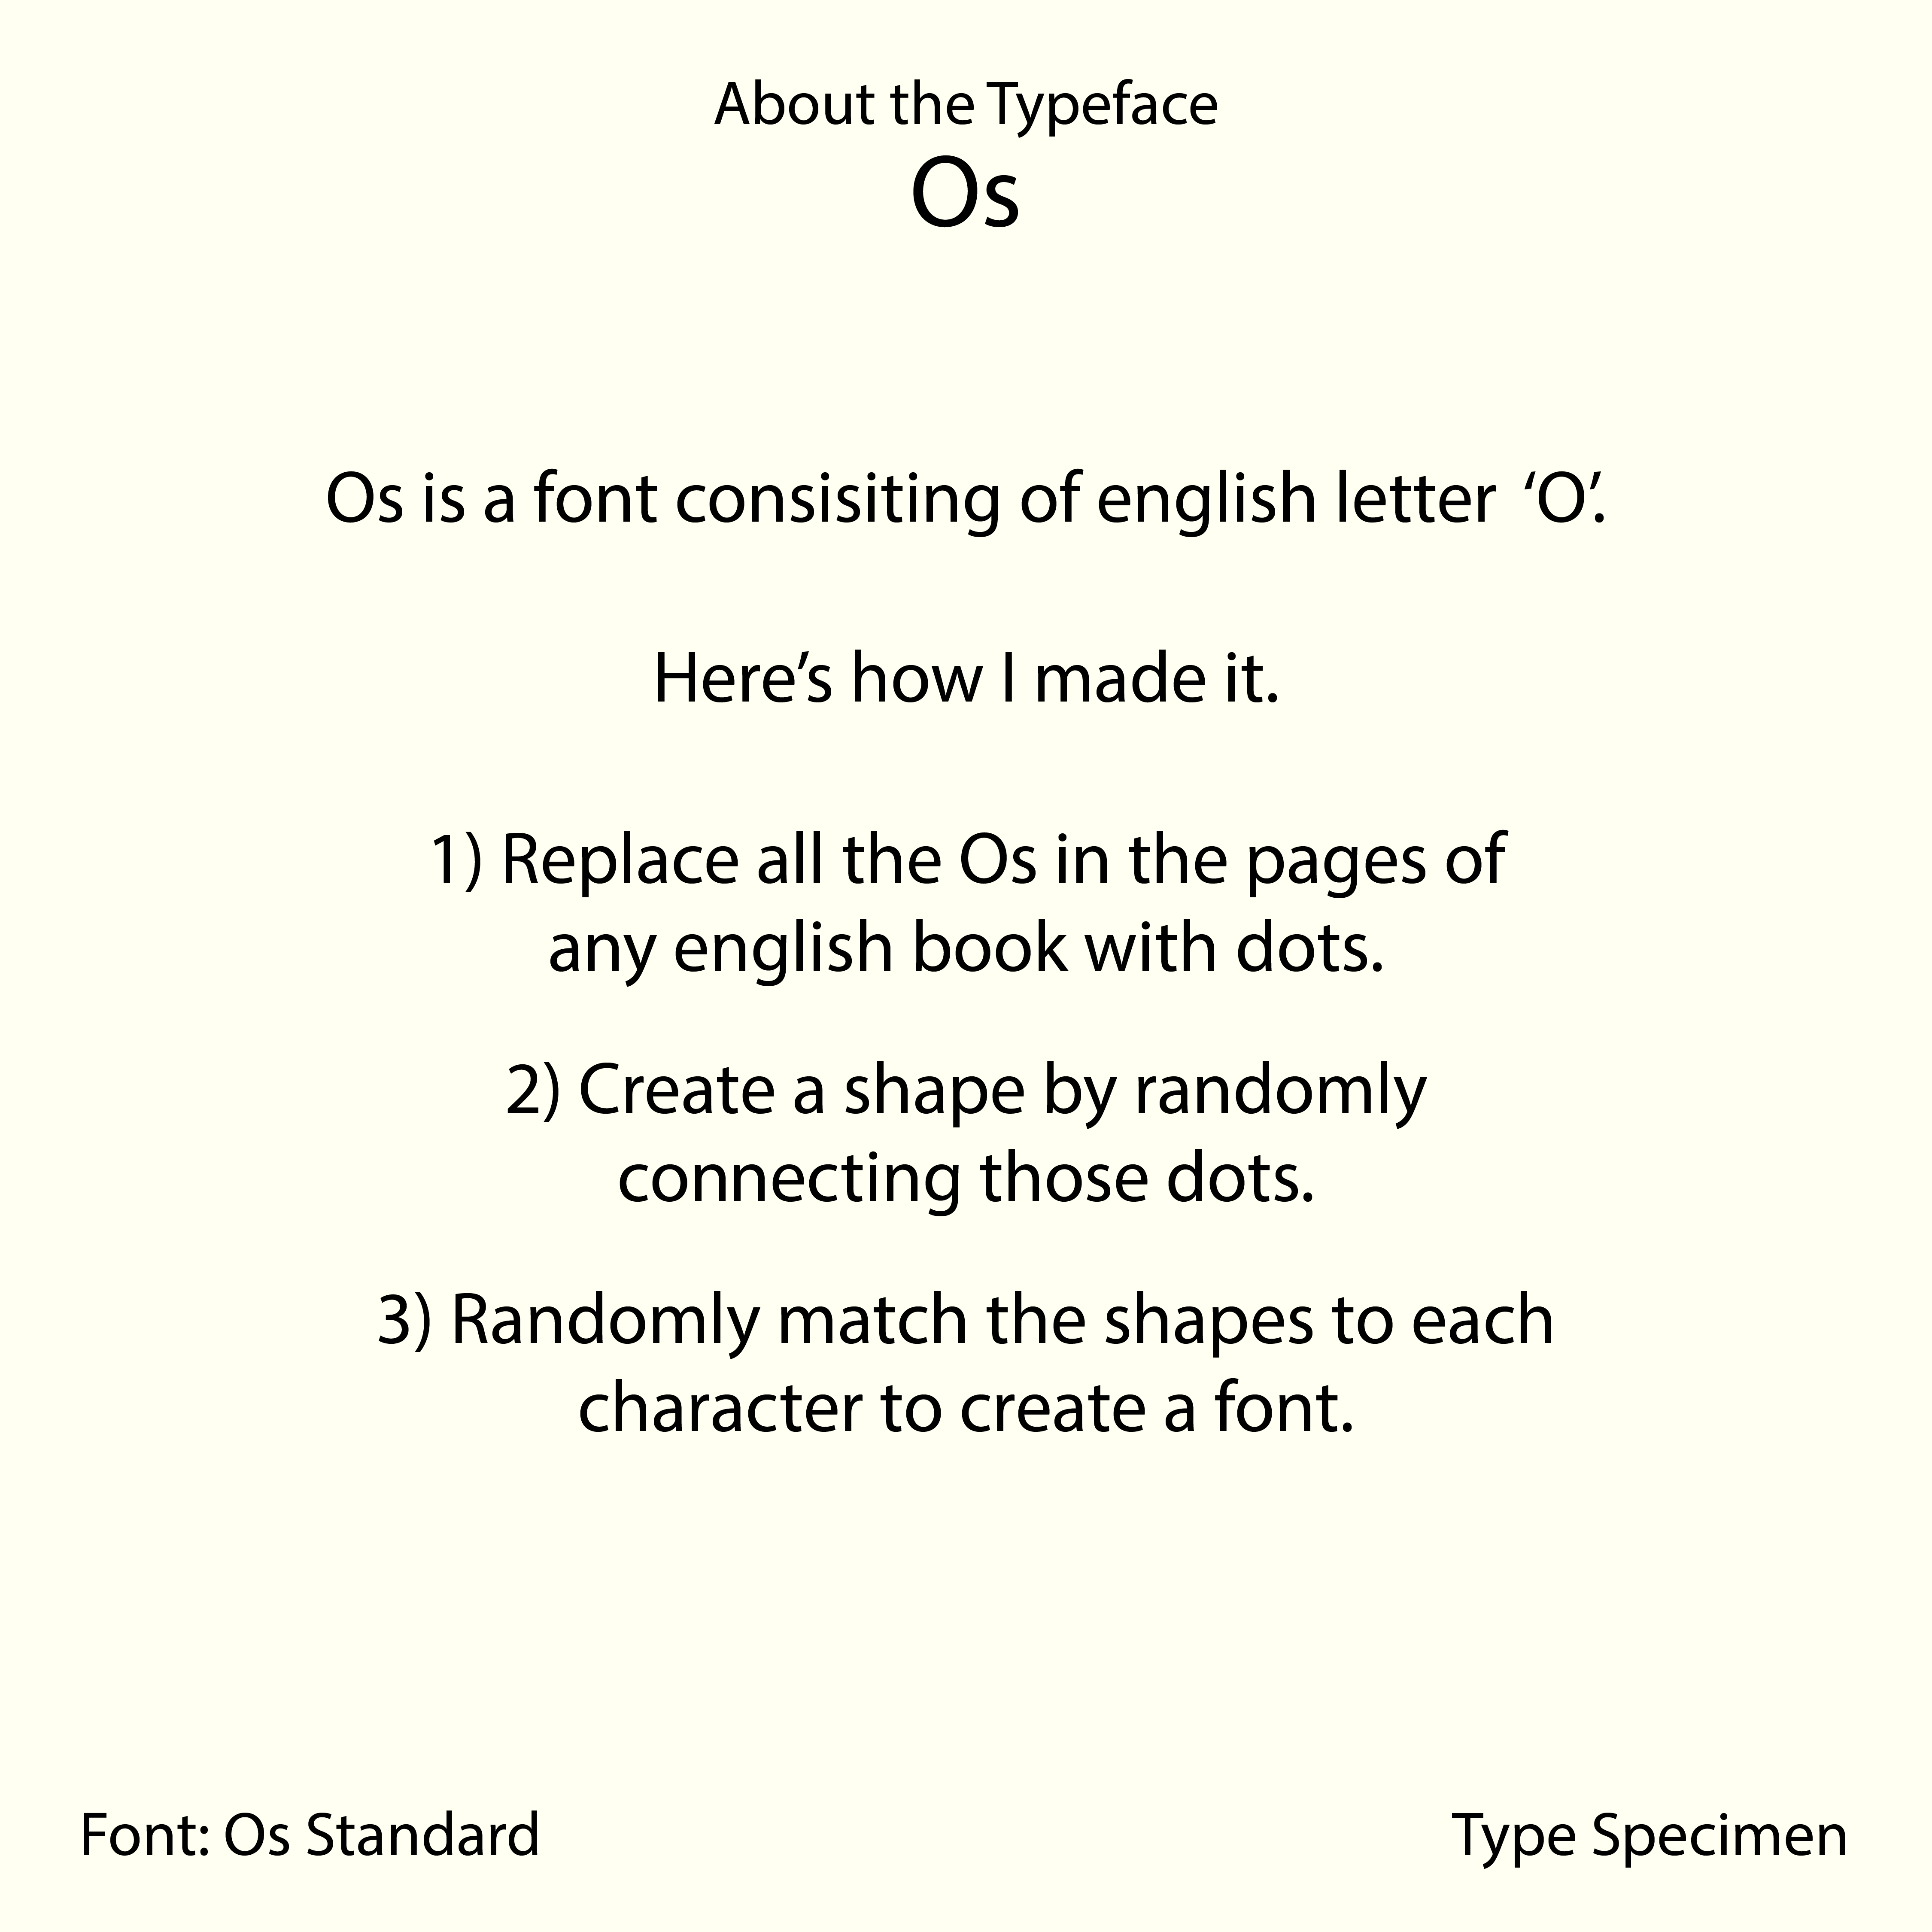 About the Typeface
Os
Os is a font consisiting of english letter ‘O’.
Here’s how I made it.
1) Replace all the Os in the pages of
any english book with dots.
2) Create a shape by randomly
connecting those dots.
3) Randomly match the shapes to each
character to create a font.
Font: Os Standard
Type Specimen